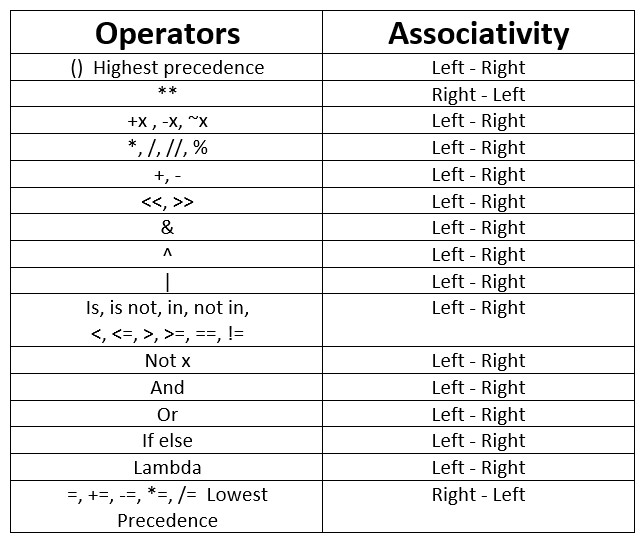 Operators Associativity
() Highest precedence Left - Right
** Right - Left
+x , -x, ~x Left - Right
*, /, //, % Left - Right
+, - Left - Right
<<, >> Left - Right
& Left - Right
^ Left - Right
| Left - Right
Is, is not, in, not in, Left - Right
<, <=, >, >=, ==, !=
Not x Left - Right
And Left - Right
Or Left - Right
If else Left - Right
Lambda Left - Right
=, +=, -=, *=, /= Lowest Right - Left
Precedence